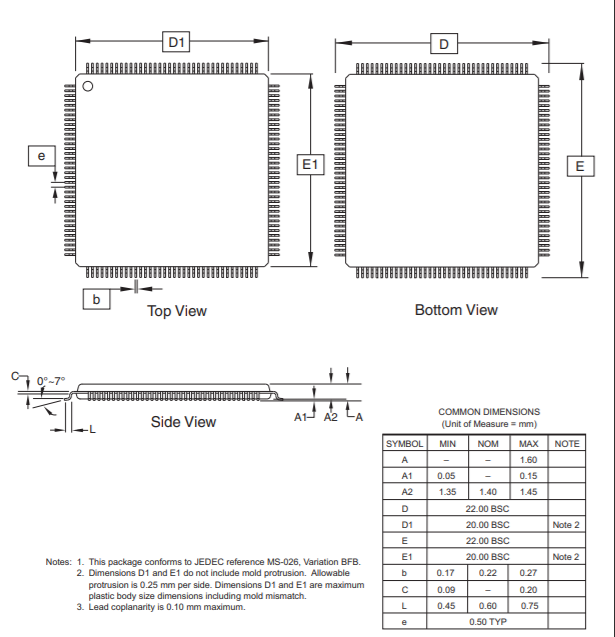 D1
D
e
E1
E
b
Top View
Bottom View
C
0°~7°
L
A1
A2
A
Side View
COMMON DIMENSIONS
(Unit of Measure = mm)
SYMBOL MIN NOM MAX NOTE
A – – 1.60
A1 0.05 – 0.15
A2 1.35 1.40 1.45
D 22.00 BSC
D1 20.00 BSC Note 2
E 22.00 BSC
E1 20.00 BSC Note 2
b 0.17 0.22 0.27
C 0.09 – 0.20
L 0.45 0.60 0.75
e 0.50 TYP
Notes: 1. This package conforms to JEDEC reference MS-026, Variation BFB.
2. Dimensions D1 and E1 do not include mold protrusion. Allowable
protrusion is 0.25 mm per side. Dimensions D1 and E1 are maximum
plastic body size dimensions including mold mismatch.
3. Lead coplanarity is 0.10 mm maximum.